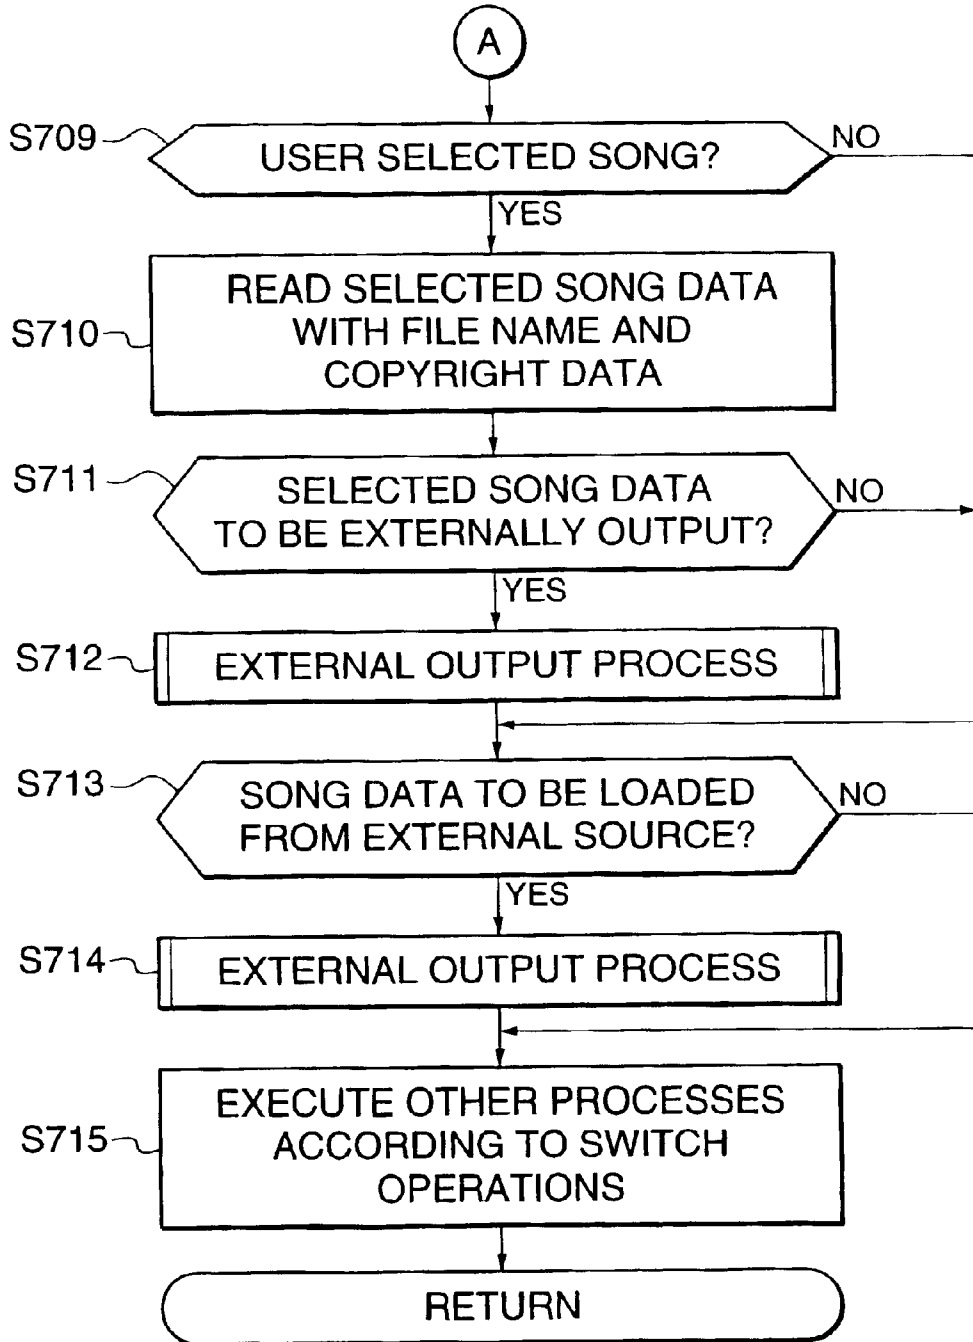 A
S709
USER SELECTED SONG?
NO
YES
S710
READ SELECTED SONG DATA
WITH FILE NAME AND
COPYRIGHT DATA
S711
SELECTED SONG DATA
TO BE EXTERNALLY OUTPUT?
NO
YES
S712
EXTERNAL OUTPUT PROCESS
S713
SONG DATA TO BE LOADED
FROM EXTERNAL SOURCE?
NO
YES
S714
EXTERNAL OUTPUT PROCESS
S715
EXECUTE OTHER PROCESSES
ACCORDING TO SWITCH
OPERATIONS
RETURN